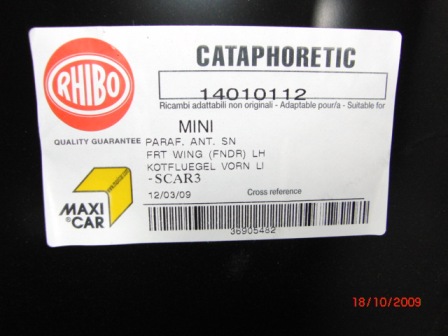 RHIBO
CATAPHORETIC
14010112
Ricambi adattabili non originali - Adaptable pour/a - Suitable for
MINI
QUALITY GUARANTEE
PARAF. ANT. SN
FRT WING (FNDR) LH
KOTFLUEGEL VORN LI
-SCAR3
12/03/09
Cross reference
MAXI CAR
36905482
18/10/2009